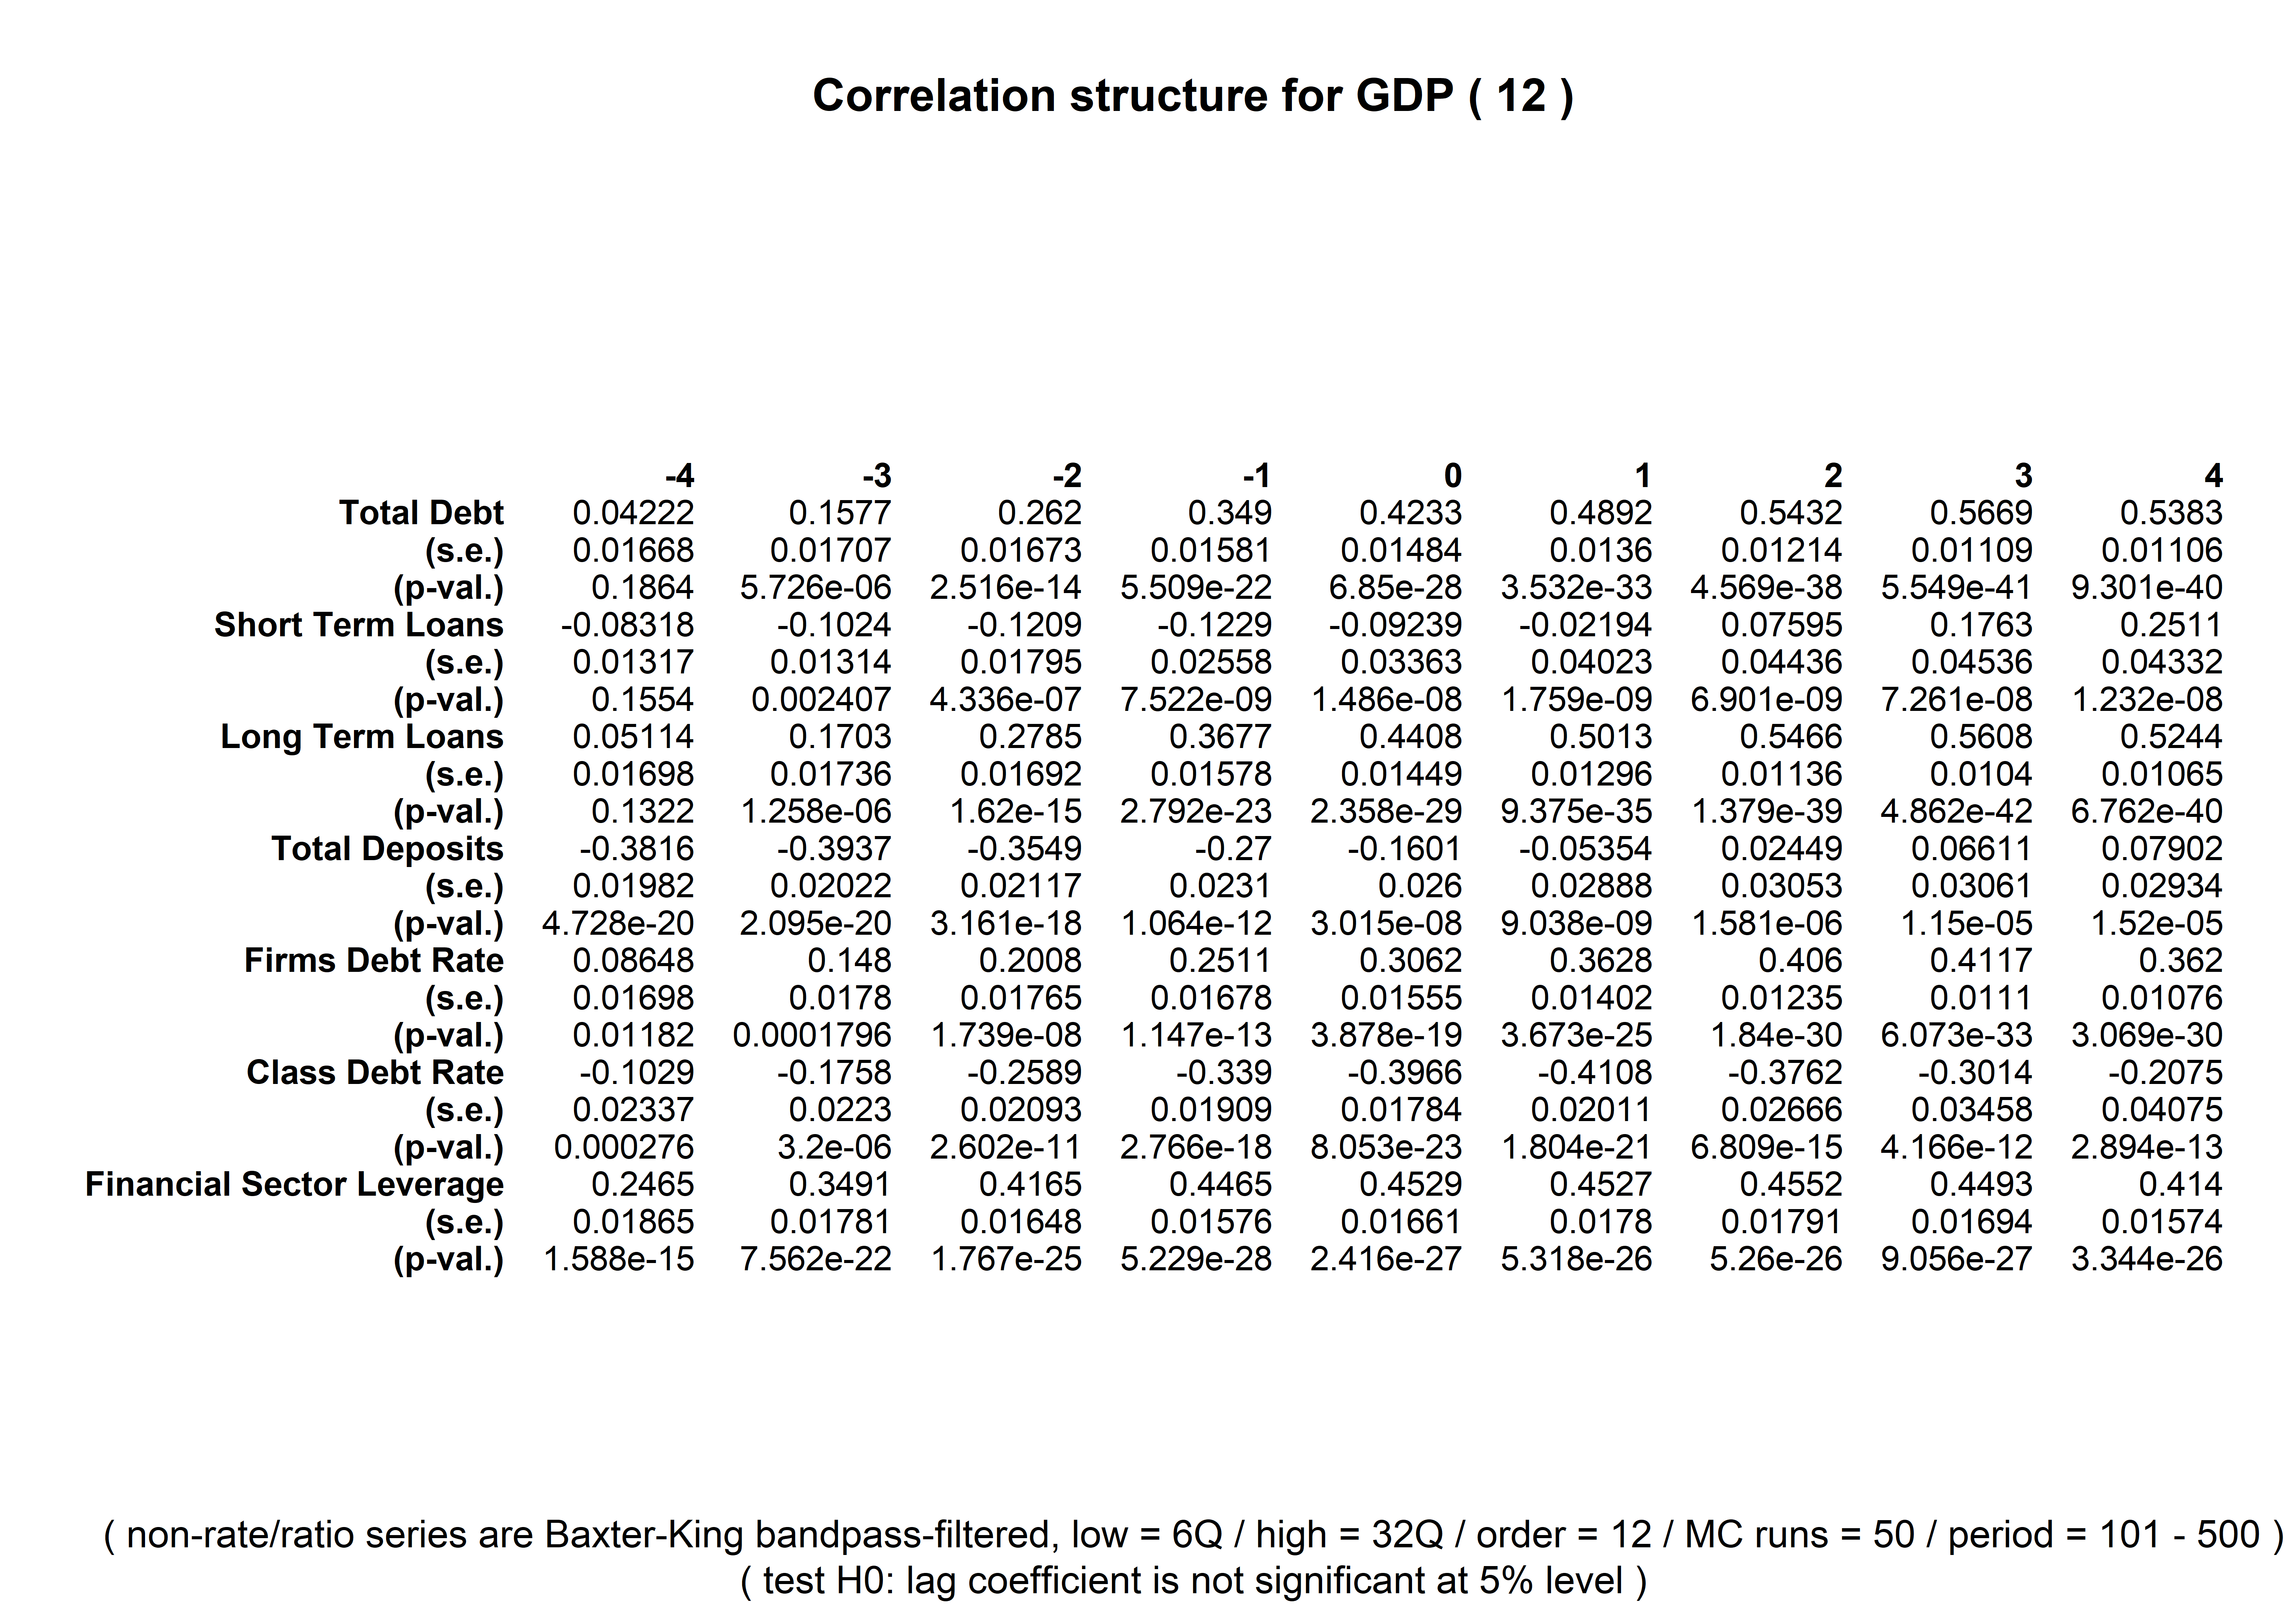 Correlation structure for GDP ( 12 )
-4 -3 -2 -1 0 1 2 3 4
Total Debt 0.04222 0.1577 0.262 0.349 0.4233 0.4892 0.5432 0.5669 0.5383
(s.e.) 0.01668 0.01707 0.01673 0.01581 0.01484 0.0136 0.01214 0.01109 0.01106
(p-val.) 0.1864 5.726e-06 2.516e-14 5.509e-22 6.85e-28 3.532e-33 4.569e-38 5.549e-41 9.301e-40
Short Term Loans -0.08318 -0.1024 -0.1209 -0.1229 -0.09239 -0.02194 0.07595 0.1763 0.2511
(s.e.) 0.01317 0.01314 0.01795 0.02558 0.03363 0.04023 0.04436 0.04536 0.04332
(p-val.) 0.1554 0.002407 4.336e-07 7.522e-09 1.486e-08 1.759e-09 6.901e-09 7.261e-08 1.232e-08
Long Term Loans 0.05114 0.1703 0.2785 0.3677 0.4408 0.5013 0.5466 0.5608 0.5244
(s.e.) 0.01698 0.01736 0.01692 0.01578 0.01449 0.01296 0.01136 0.0104 0.01065
(p-val.) 0.1322 1.258e-06 1.62e-15 2.792e-23 2.358e-29 9.375e-35 1.379e-39 4.862e-42 6.762e-40
Total Deposits -0.3816 -0.3937 -0.3549 -0.27 -0.1601 -0.05354 0.02449 0.06611 0.07902
(s.e.) 0.01982 0.02022 0.02117 0.0231 0.026 0.02888 0.03053 0.03061 0.02934
(p-val.) 4.728e-20 2.095e-20 3.161e-18 1.064e-12 3.015e-08 9.038e-09 1.581e-06 1.15e-05 1.52e-05
Firms Debt Rate 0.08648 0.148 0.2008 0.2511 0.3062 0.3628 0.406 0.4117 0.362
(s.e.) 0.01698 0.0178 0.01765 0.01678 0.01555 0.01402 0.01235 0.0111 0.01076
(p-val.) 0.01182 0.0001796 1.739e-08 1.147e-13 3.878e-19 3.673e-25 1.84e-30 6.073e-33 3.069e-30
Class Debt Rate -0.1029 -0.1758 -0.2589 -0.339 -0.3966 -0.4108 -0.3762 -0.3014 -0.2075
(s.e.) 0.02337 0.0223 0.02093 0.01909 0.01784 0.02011 0.02666 0.03458 0.04075
(p-val.) 0.000276 3.2e-06 2.602e-11 2.766e-18 8.053e-23 1.804e-21 6.809e-15 4.166e-12 2.894e-13
Financial Sector Leverage 0.2465 0.3491 0.4165 0.4465 0.4529 0.4527 0.4552 0.4493 0.414
(s.e.) 0.01865 0.01781 0.01648 0.01576 0.01661 0.0178 0.01791 0.01694 0.01574
(p-val.) 1.588e-15 7.562e-22 1.767e-25 5.229e-28 2.416e-27 5.318e-26 5.26e-26 9.056e-27 3.344e-26
( non-rate/ratio series are Baxter-King bandpass-filtered, low = 6Q / high = 32Q / order = 12 / MC runs = 50 / period = 101 - 500 )
( test H0: lag coefficient is not significant at 5% level )